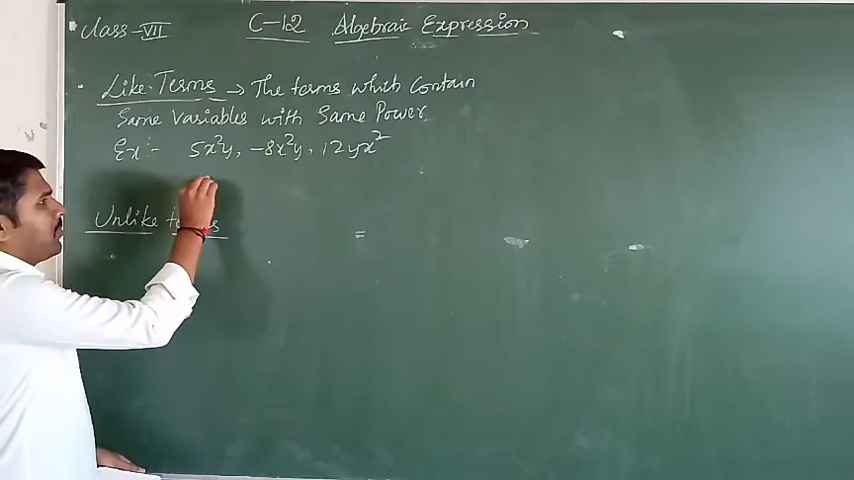 Class-VII
C-12 Algebraic Expression
Like Terms → The terms which Contain
Same Variables with Same Power
Ex:- 5x²y, -8x²y, 12yx²
Unlike terms